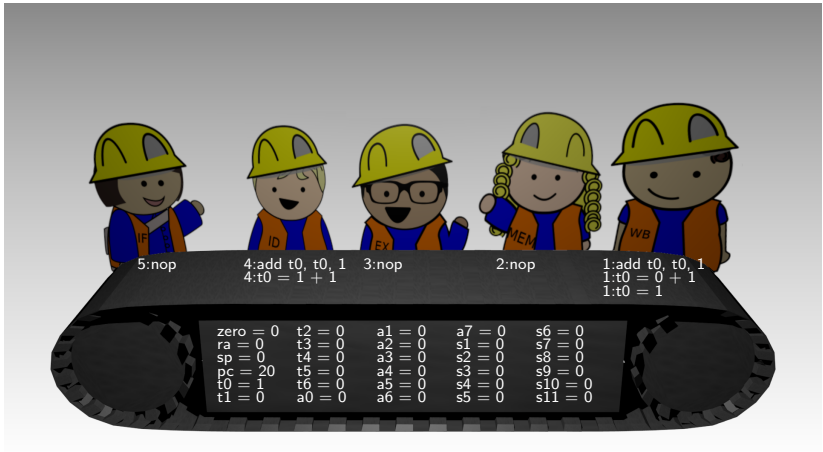 IF
ID
EX
MEM
WB
5:nop
4:add t0, t0, 1
4:t0 = 1 + 1
3:nop
2:nop
1:add t0, t0, 1
1:t0 = 0 + 1
1:t0 = 1
zero = 0 t2 = 0 a1 = 0 a7 = 0 s6 = 0
ra = 0 t3 = 0 a2 = 0 s1 = 0 s7 = 0
sp = 0 t4 = 0 a3 = 0 s2 = 0 s8 = 0
pc = 20 t5 = 0 a4 = 0 s3 = 0 s9 = 0
t0 = 1 t6 = 0 a5 = 0 s4 = 0 s10 = 0
t1 = 0 a0 = 0 a6 = 0 s5 = 0 s11 = 0